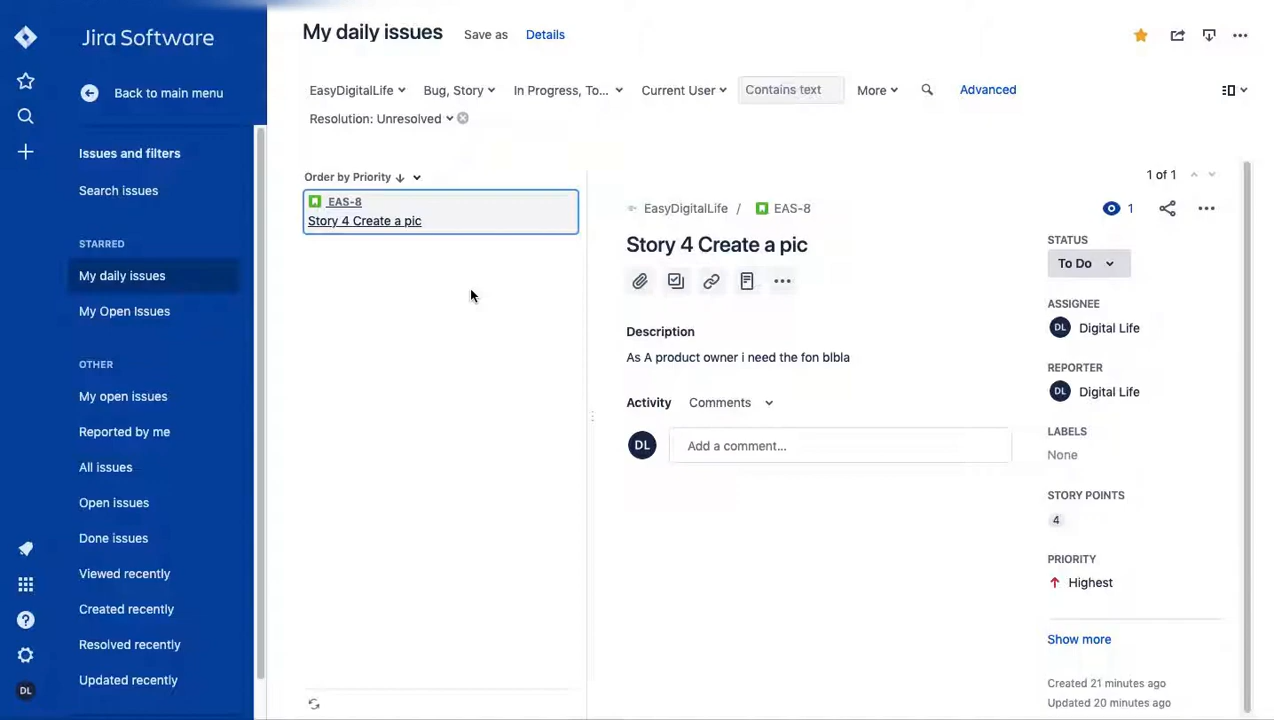 Jira Software
Back to main menu
Issues and filters
Search issues
STARRED
My daily issues
My Open Issues
OTHER
My open issues
Reported by me
All issues
Open issues
Done issues
Viewed recently
Created recently
Resolved recently
Updated recently
DL
My daily issues Save as Details
EasyDigitalLife Bug, Story In Progress, To... Current User Contains text More Advanced
Resolution: Unresolved
Order by Priority
EAS-8
Story 4 Create a pic
1 of 1
EasyDigitalLife / EAS-8
1
Story 4 Create a pic
Description
As A product owner i need the fon blbla
Activity Comments
DL Add a comment...
STATUS
To Do
ASSIGNEE
DL Digital Life
REPORTER
DL Digital Life
LABELS
None
STORY POINTS
4
PRIORITY
Highest
Show more
Created 21 minutes ago
Updated 20 minutes ago